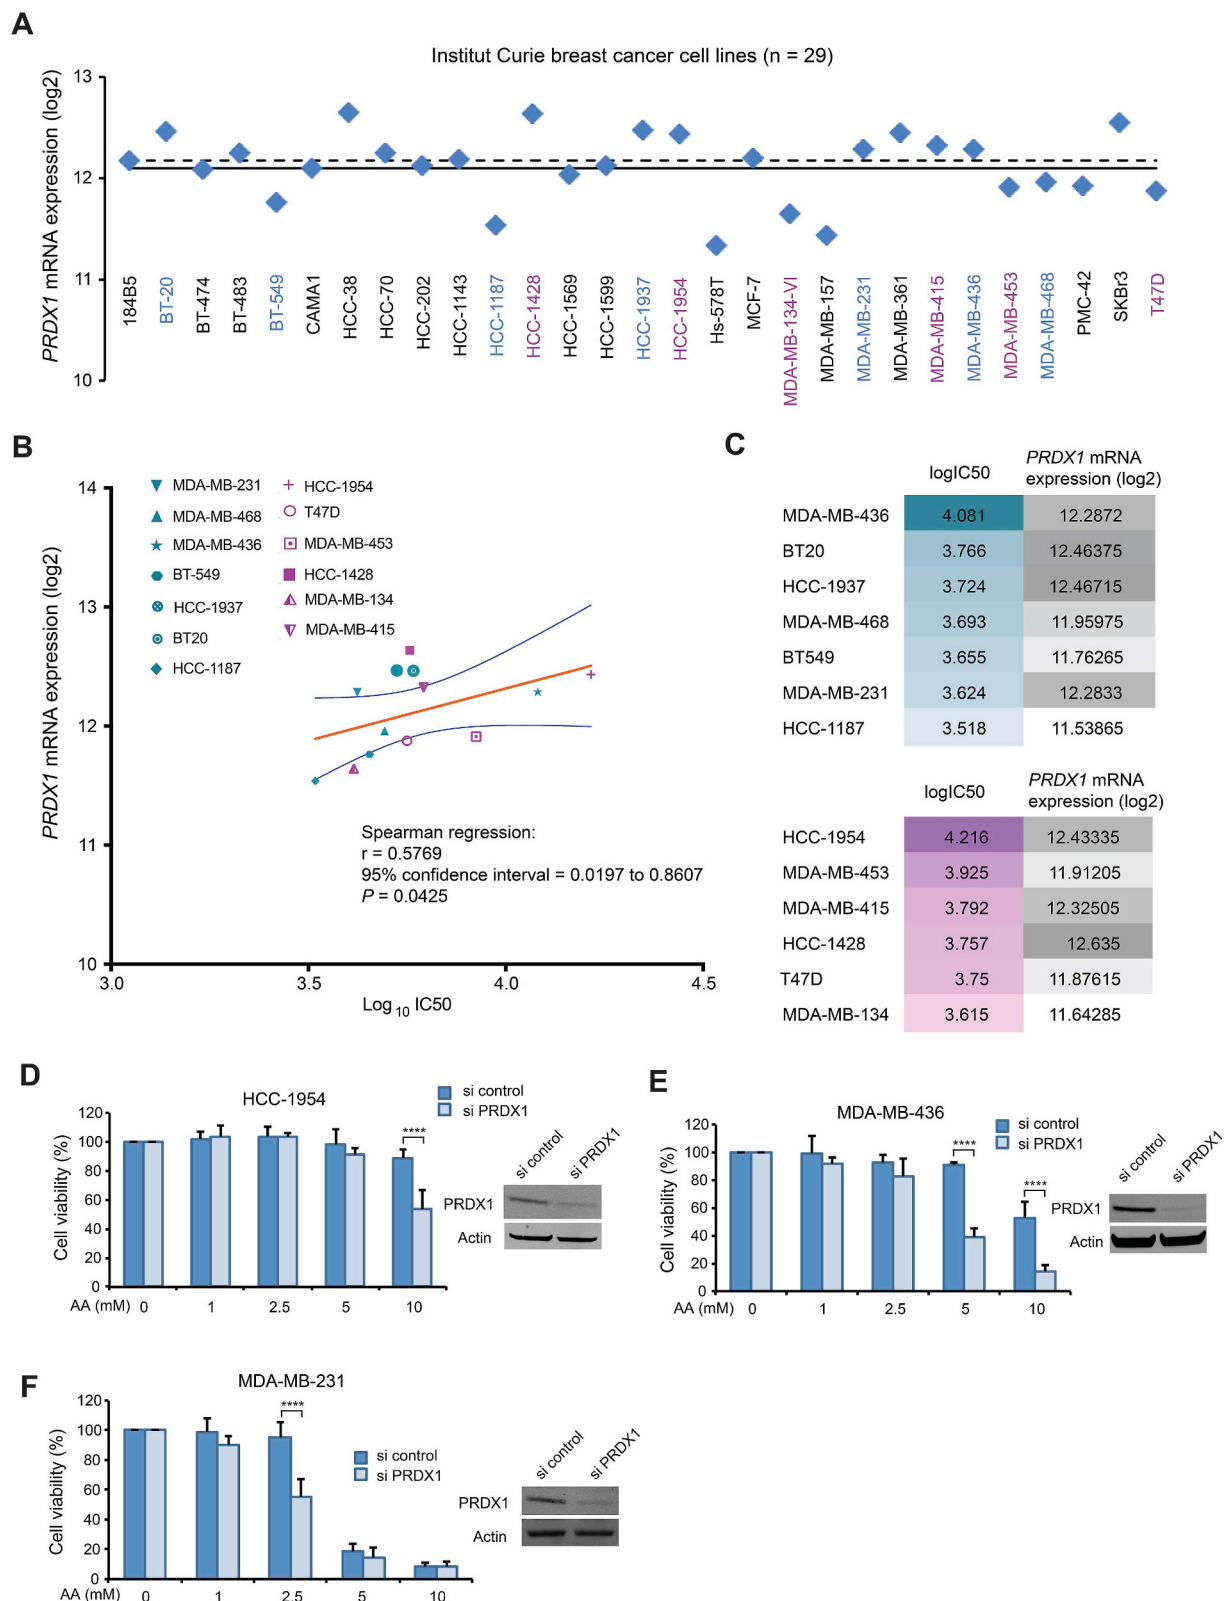 A
Institut Curie breast cancer cell lines (n = 29)
PRDX1 mRNA expression (log2)
13
12
11
10
184B5
BT-20
BT-474
BT-483
BT-549
CAMA1
HCC-38
HCC-70
HCC-202
HCC-1143
HCC-1187
HCC-1428
HCC-1569
HCC-1599
HCC-1937
HCC-1954
Hs-578T
MCF-7
MDA-MB-134-VI
MDA-MB-157
MDA-MB-231
MDA-MB-361
MDA-MB-415
MDA-MB-436
MDA-MB-453
MDA-MB-468
PMC-42
SKBr3
T47D
B
PRDX1 mRNA expression (log2)
14
13
12
11
10
MDA-MB-231
MDA-MB-468
MDA-MB-436
BT-549
HCC-1937
BT20
HCC-1187
HCC-1954
T47D
MDA-MB-453
HCC-1428
MDA-MB-134
MDA-MB-415
Spearman regression:
r = 0.5769
95% confidence interval = 0.0197 to 0.8607
P = 0.0425
3.0 3.5 4.0 4.5
Log10 IC50
C
logIC50 PRDX1 mRNA
expression (log2)
MDA-MB-436 4.081 12.2872
BT20 3.766 12.46375
HCC-1937 3.724 12.46715
MDA-MB-468 3.693 11.95975
BT549 3.655 11.76265
MDA-MB-231 3.624 12.2833
HCC-1187 3.518 11.53865
logIC50 PRDX1 mRNA
expression (log2)
HCC-1954 4.216 12.43335
MDA-MB-453 3.925 11.91205
MDA-MB-415 3.792 12.32505
HCC-1428 3.757 12.635
T47D 3.75 11.87615
MDA-MB-134 3.615 11.64285
D
HCC-1954
si control
si PRDX1
Cell viability (%)
120
100
80
60
40
20
0
****
AA (mM) 0 1 2.5 5 10
si control
si PRDX1
PRDX1
Actin
E
MDA-MB-436
si control
si PRDX1
Cell viability (%)
120
100
80
60
40
20
0
****
****
AA (mM) 0 1 2.5 5 10
si control
si PRDX1
PRDX1
Actin
F
MDA-MB-231
Cell viability (%)
120
100
80
60
40
20
0
****
si control
si PRDX1
AA (mM) 0 1 2.5 5 10
si control
si PRDX1
PRDX1
Actin